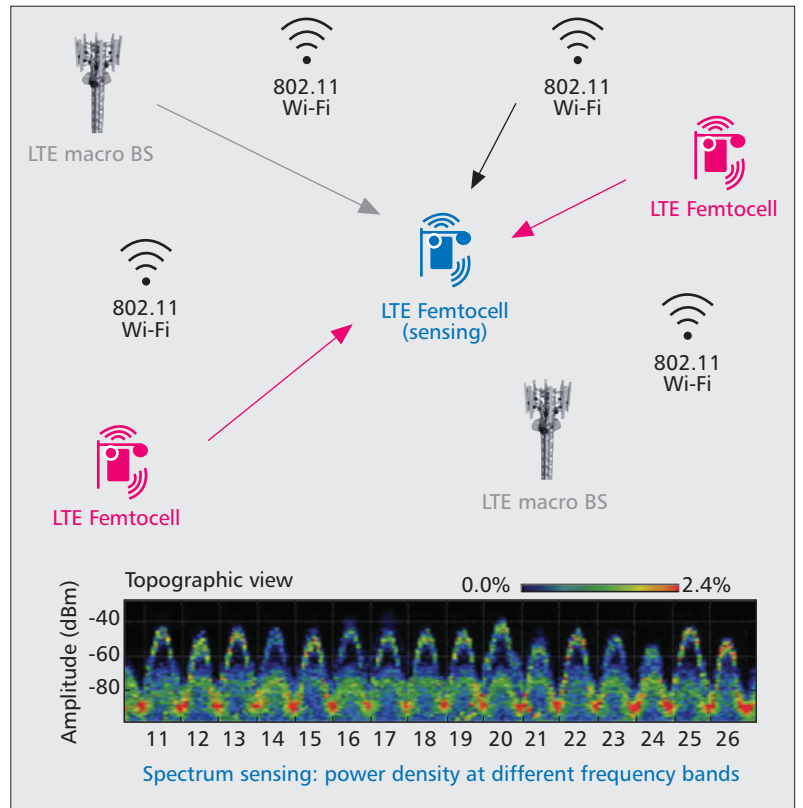 802.11
Wi-Fi
802.11
Wi-Fi
LTE macro BS
LTE Femtocell
802.11
Wi-Fi
LTE Femtocell
(sensing)
802.11
Wi-Fi
LTE macro BS
LTE Femtocell
Topographic view
0.0%
2.4%
Amplitude (dBm)
-40
-60
-80
11 12 13 14 15 16 17 18 19 20 21 22 23 24 25 26
Spectrum sensing: power density at different frequency bands